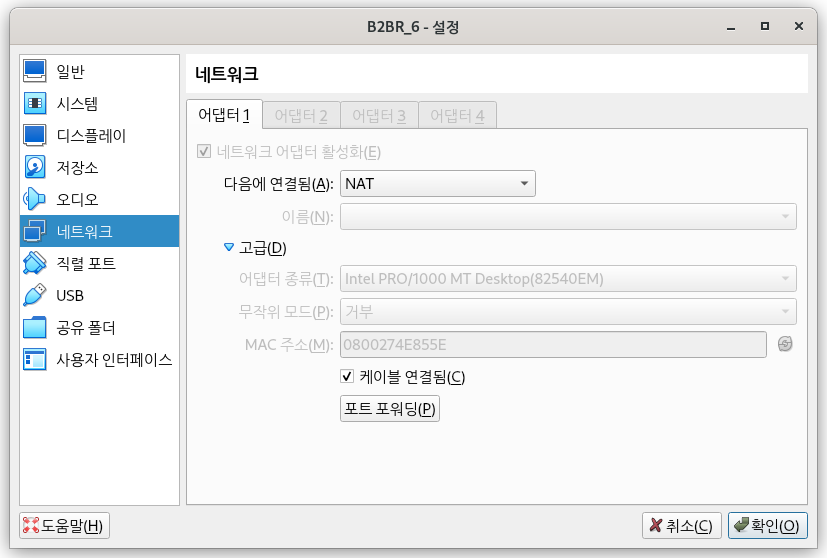 B2BR_6 - 설정
일반
시스템
디스플레이
저장소
오디오
네트워크
직렬 포트
USB
공유 폴더
사용자 인터페이스
네트워크
어댑터 1 어댑터 2 어댑터 3 어댑터 4
네트워크 어댑터 활성화(E)
다음에 연결됨(A): NAT
이름(N):
고급(D)
어댑터 종류(T): Intel PRO/1000 MT Desktop(82540EM)
무작위 모드(P): 거부
MAC 주소(M): 0800274E855E
케이블 연결됨(C)
포트 포워딩(P)
도움말(H) 취소(C) 확인(O)